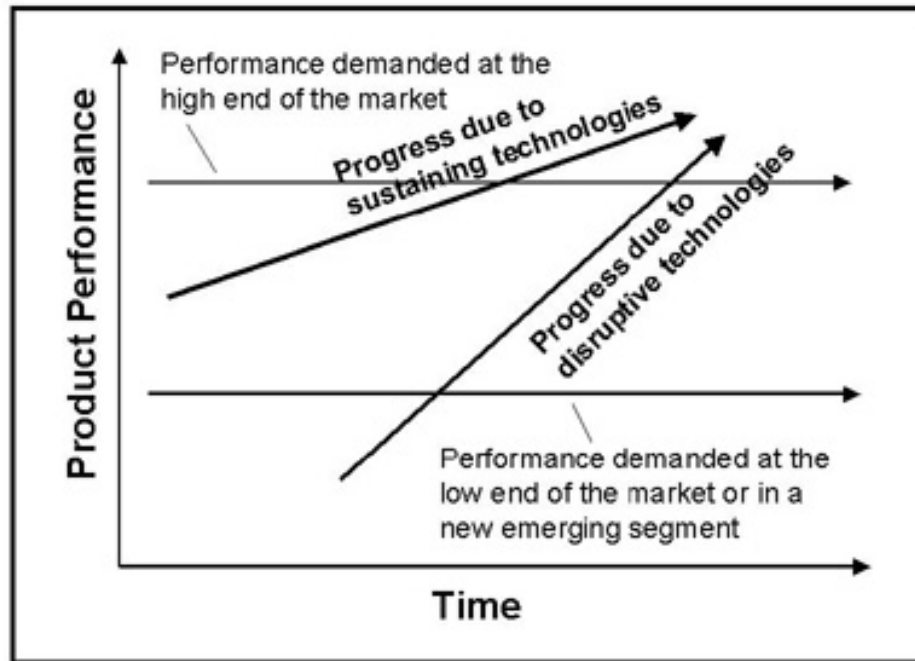 Performance demanded at the
high end of the market
Progress due to
sustaining technologies
Progress due to
disruptive technologies
Product Performance
Performance demanded at the
low end of the market or in a
new emerging segment
Time